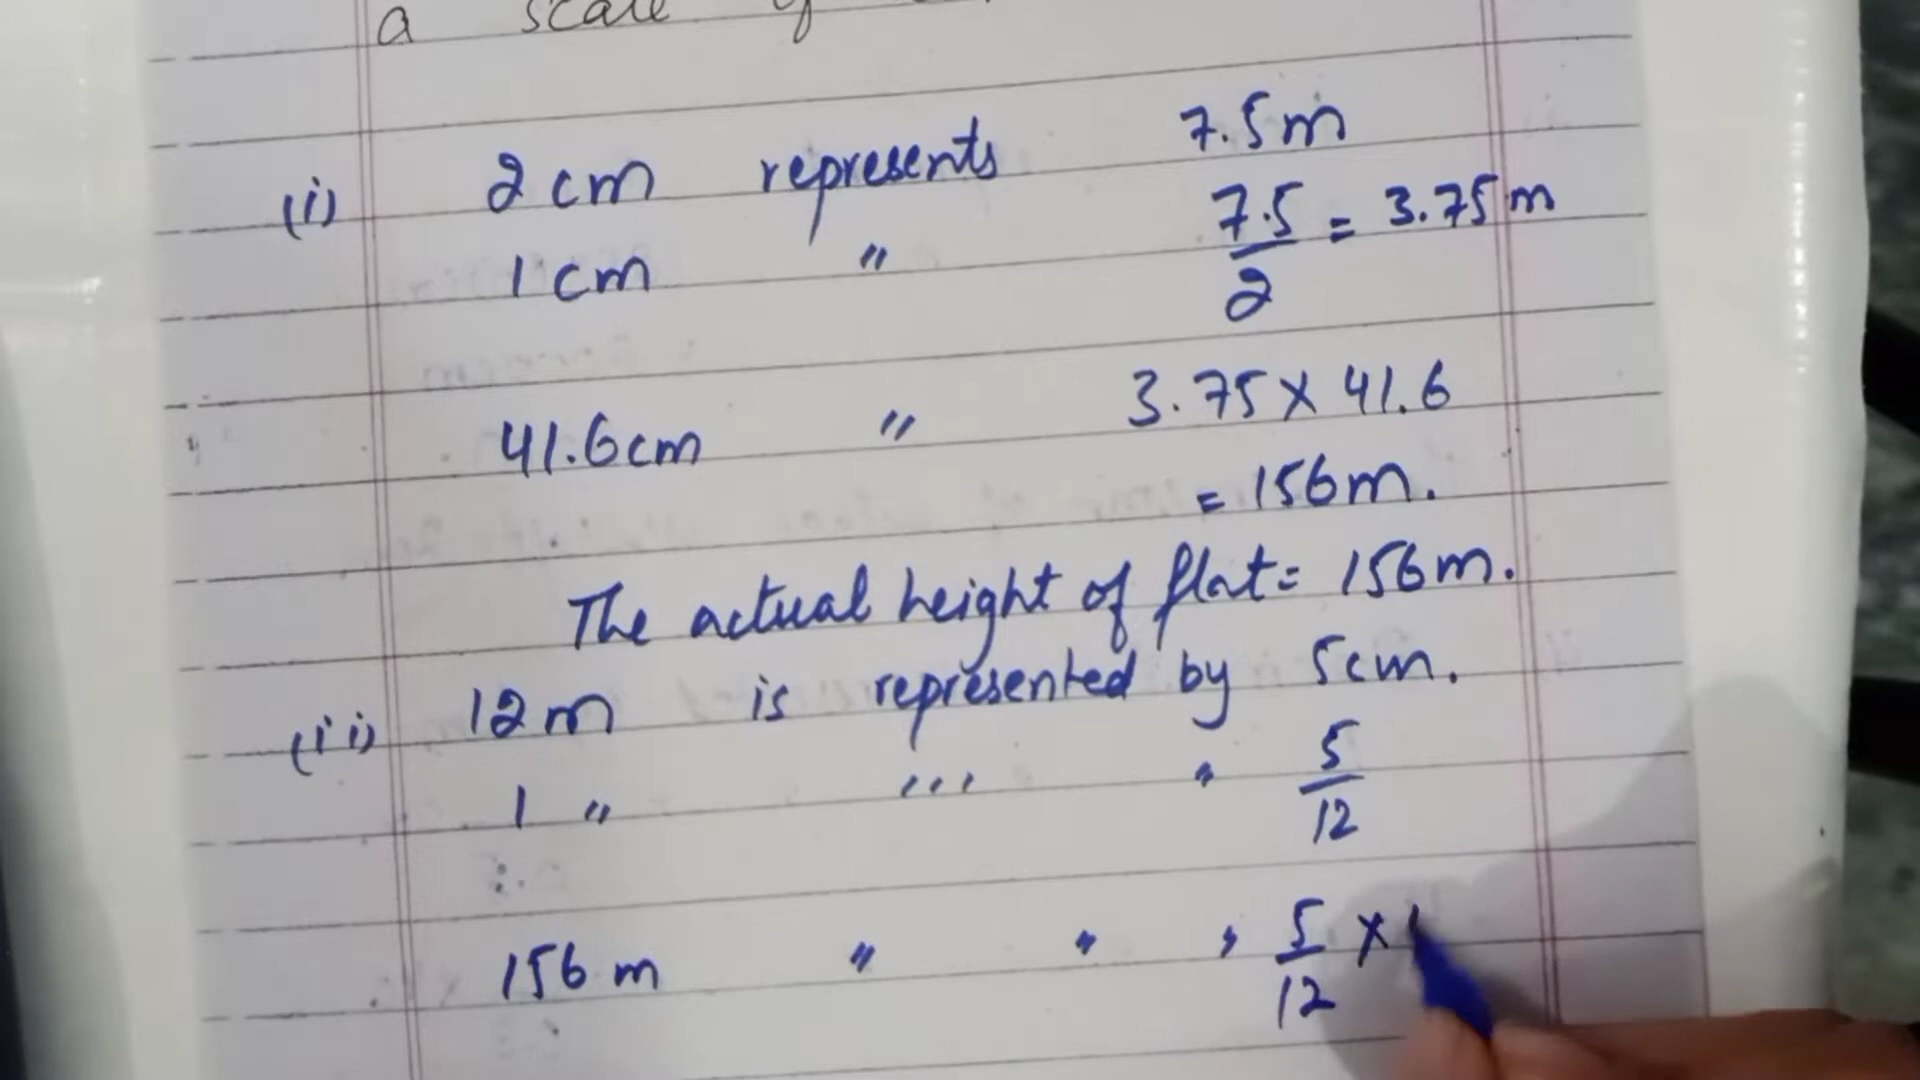 a scale of
(i) 2 cm represents 7.5 m
1 cm " 7.5/2 = 3.75 m
41.6 cm " 3.75 x 41.6
= 156 m.
The actual height of flat = 156 m.
(ii) 12 m is represented by 5 cm.
1 " " ' " 5/12
156 m " " " 5/12 x